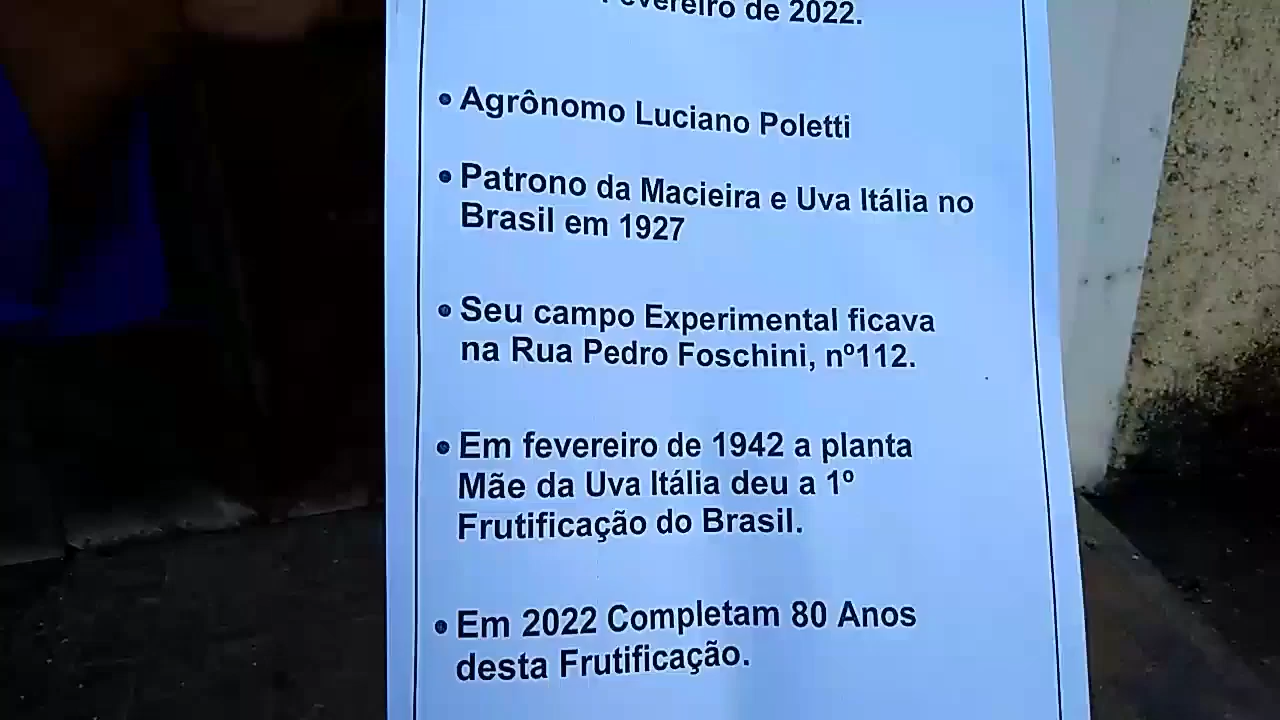 Fevereiro de 2022.
• Agrônomo Luciano Poletti
• Patrono da Macieira e Uva Itália no
Brasil em 1927
• Seu campo Experimental ficava
na Rua Pedro Foschini, nº112.
• Em fevereiro de 1942 a planta
Mãe da Uva Itália deu a 1º
Frutificação do Brasil.
• Em 2022 Completam 80 Anos
desta Frutificação.